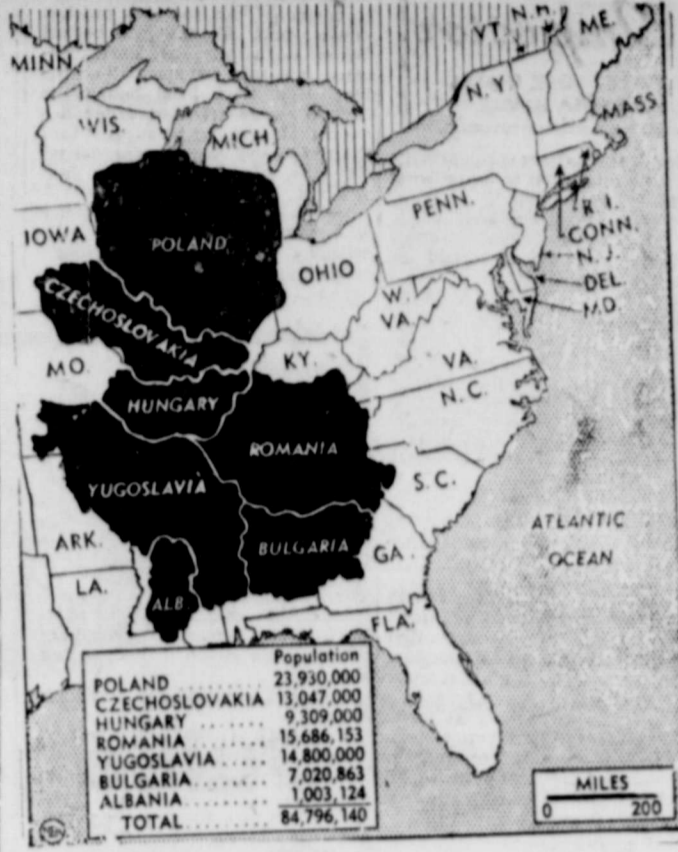 VT. N.H. ME.
MINN.
N.Y.
MASS.
WIS.
MICH
PENN.
R.I.
CONN.
N.J.
DEL.
MD.
IOWA
POLAND
OHIO
W.
VA.
CZECHOSLOVAKIA
MO.
KY.
VA.
HUNGARY
N.C.
ROMANIA
YUGOSLAVIA
S.C.
ATLANTIC
OCEAN
ARK.
BULGARIA
GA.
LA.
ALB.
FLA.
Population
POLAND ......... 23,930,000
CZECHOSLOVAKIA 13,047,000
HUNGARY ....... 9,309,000
ROMANIA ........ 15,686,153
YUGOSLAVIA ..... 14,800,000
BULGARIA ....... 7,020,863
ALBANIA ........ 1,003,124
TOTAL ........ 84,796,140
MILES
0 200